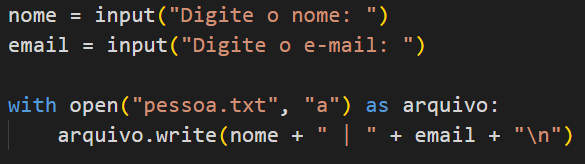 nome = input("Digite o nome: ")
email = input("Digite o e-mail: ")

with open("pessoa.txt", "a") as arquivo:
    arquivo.write(nome + " | " + email + "\n")